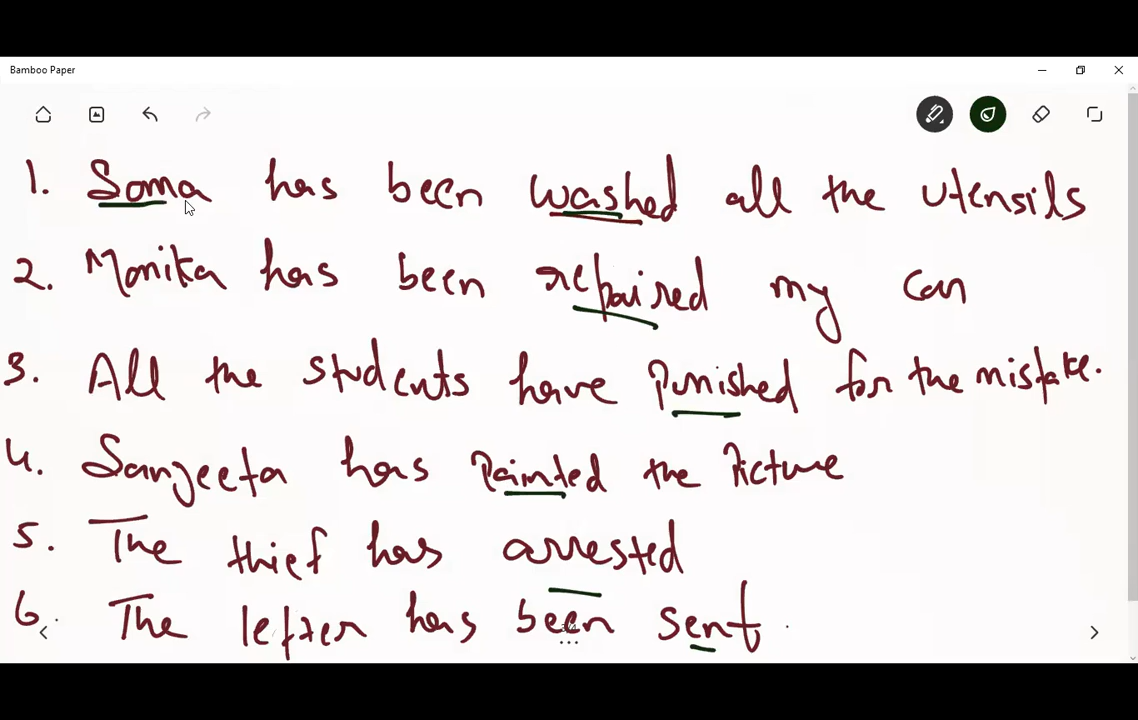 Bamboo Paper
1. Soma has been washed all the utensils
2. Monika has been repaired my car
3. All the students have punished for the mistake.
4. Sangeeta has Painted the Picture
5. The thief has arrested
6. The letter has been sent.